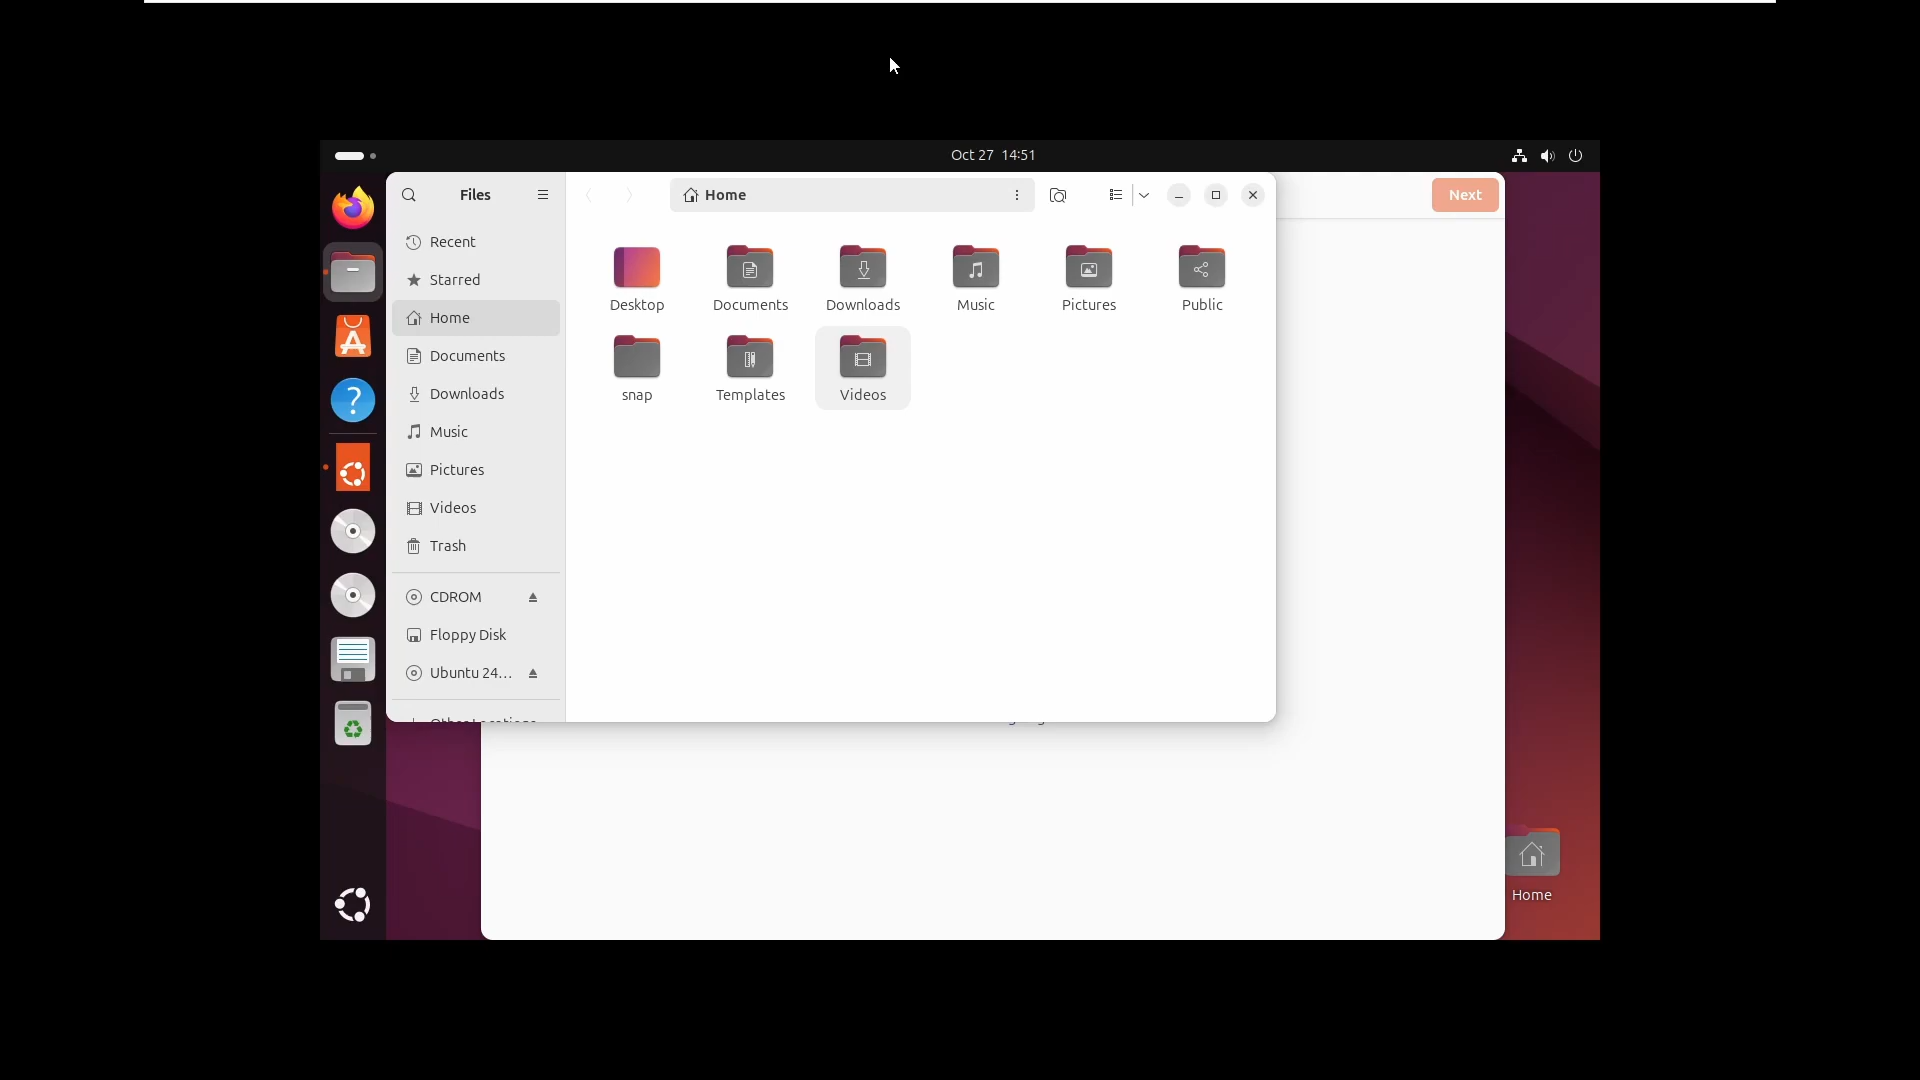 Oct 27 14:51
Files
Home
Next
Recent
Starred
Home
Documents
Downloads
Music
Pictures
Videos
Trash
CDROM
Floppy Disk
Ubuntu 24...
Desktop
Documents
Downloads
Music
Pictures
Public
snap
Templates
Videos
Home